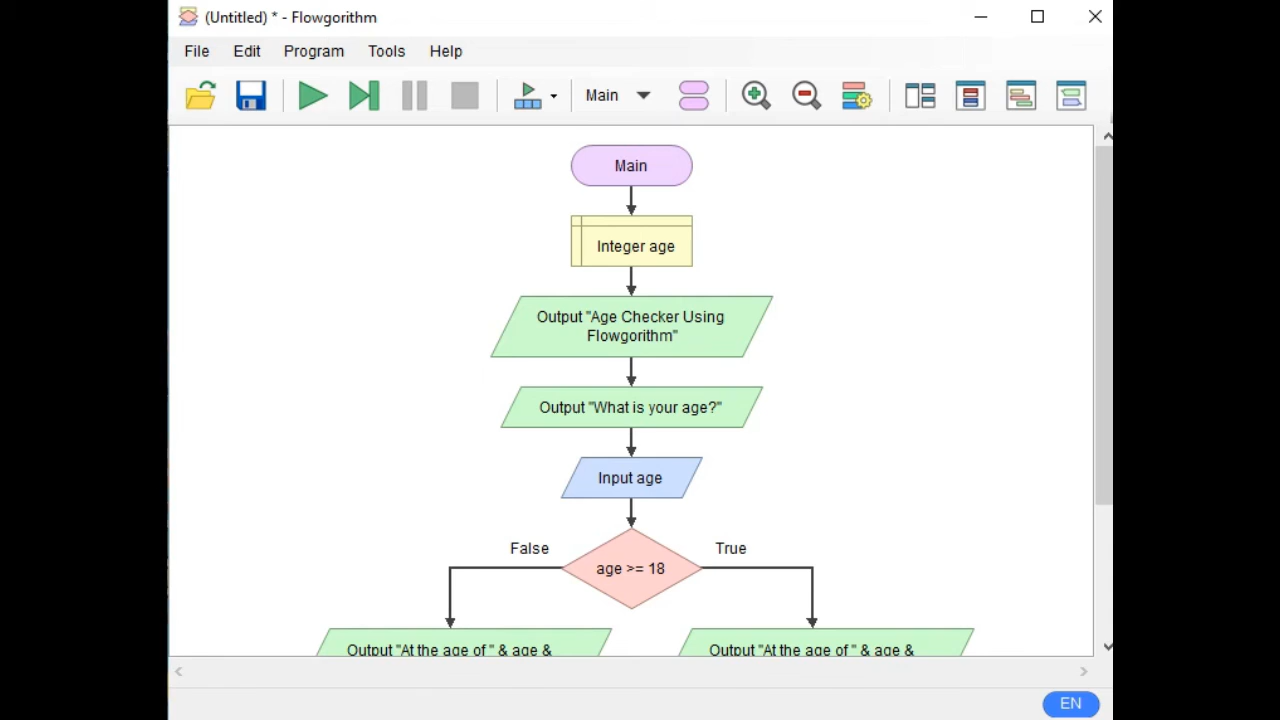 (Untitled) * - Flowgorithm
File Edit Program Tools Help
Main
Main
Integer age
Output "Age Checker Using
Flowgorithm"
Output "What is your age?"
Input age
False True
age >= 18
Output "At the age of " & age & Output "At the age of " & age &
EN